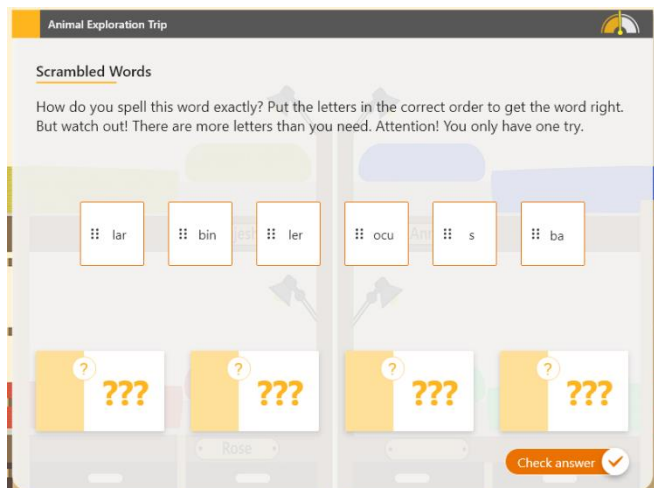 Animal Exploration Trip
Scrambled Words
How do you spell this word exactly? Put the letters in the correct order to get the word right.
But watch out! There are more letters than you need. Attention! You only have one try.
lar
bin
ler
ocu
s
ba
?
???
?
???
?
???
?
???
Rose
Check answer